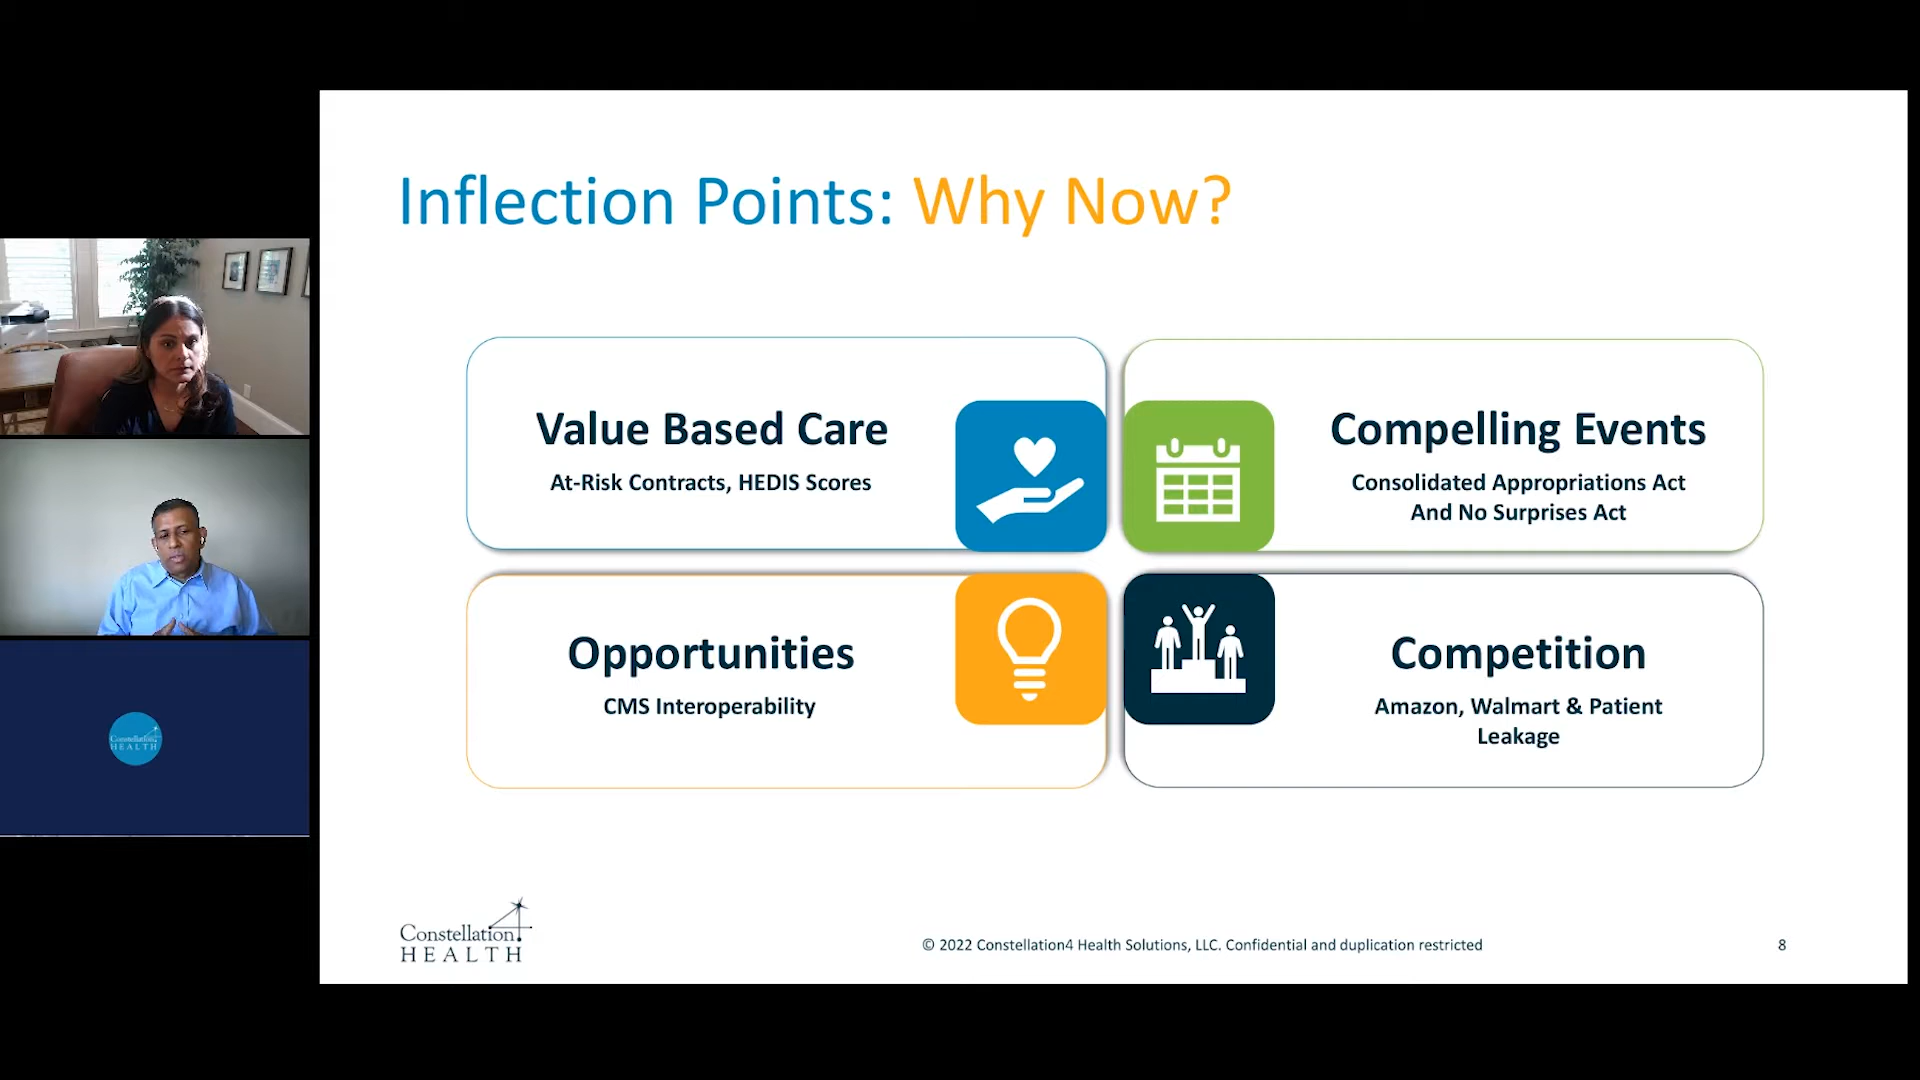 Inflection Points: Why Now?
Value Based Care
At-Risk Contracts, HEDIS Scores
Compelling Events
Consolidated Appropriations Act
And No Surprises Act
Opportunities
CMS Interoperability
Competition
Amazon, Walmart & Patient
Leakage
Constellation
HEALTH
Constellation4
HEALTH
© 2022 Constellation4 Health Solutions, LLC. Confidential and duplication restricted
8